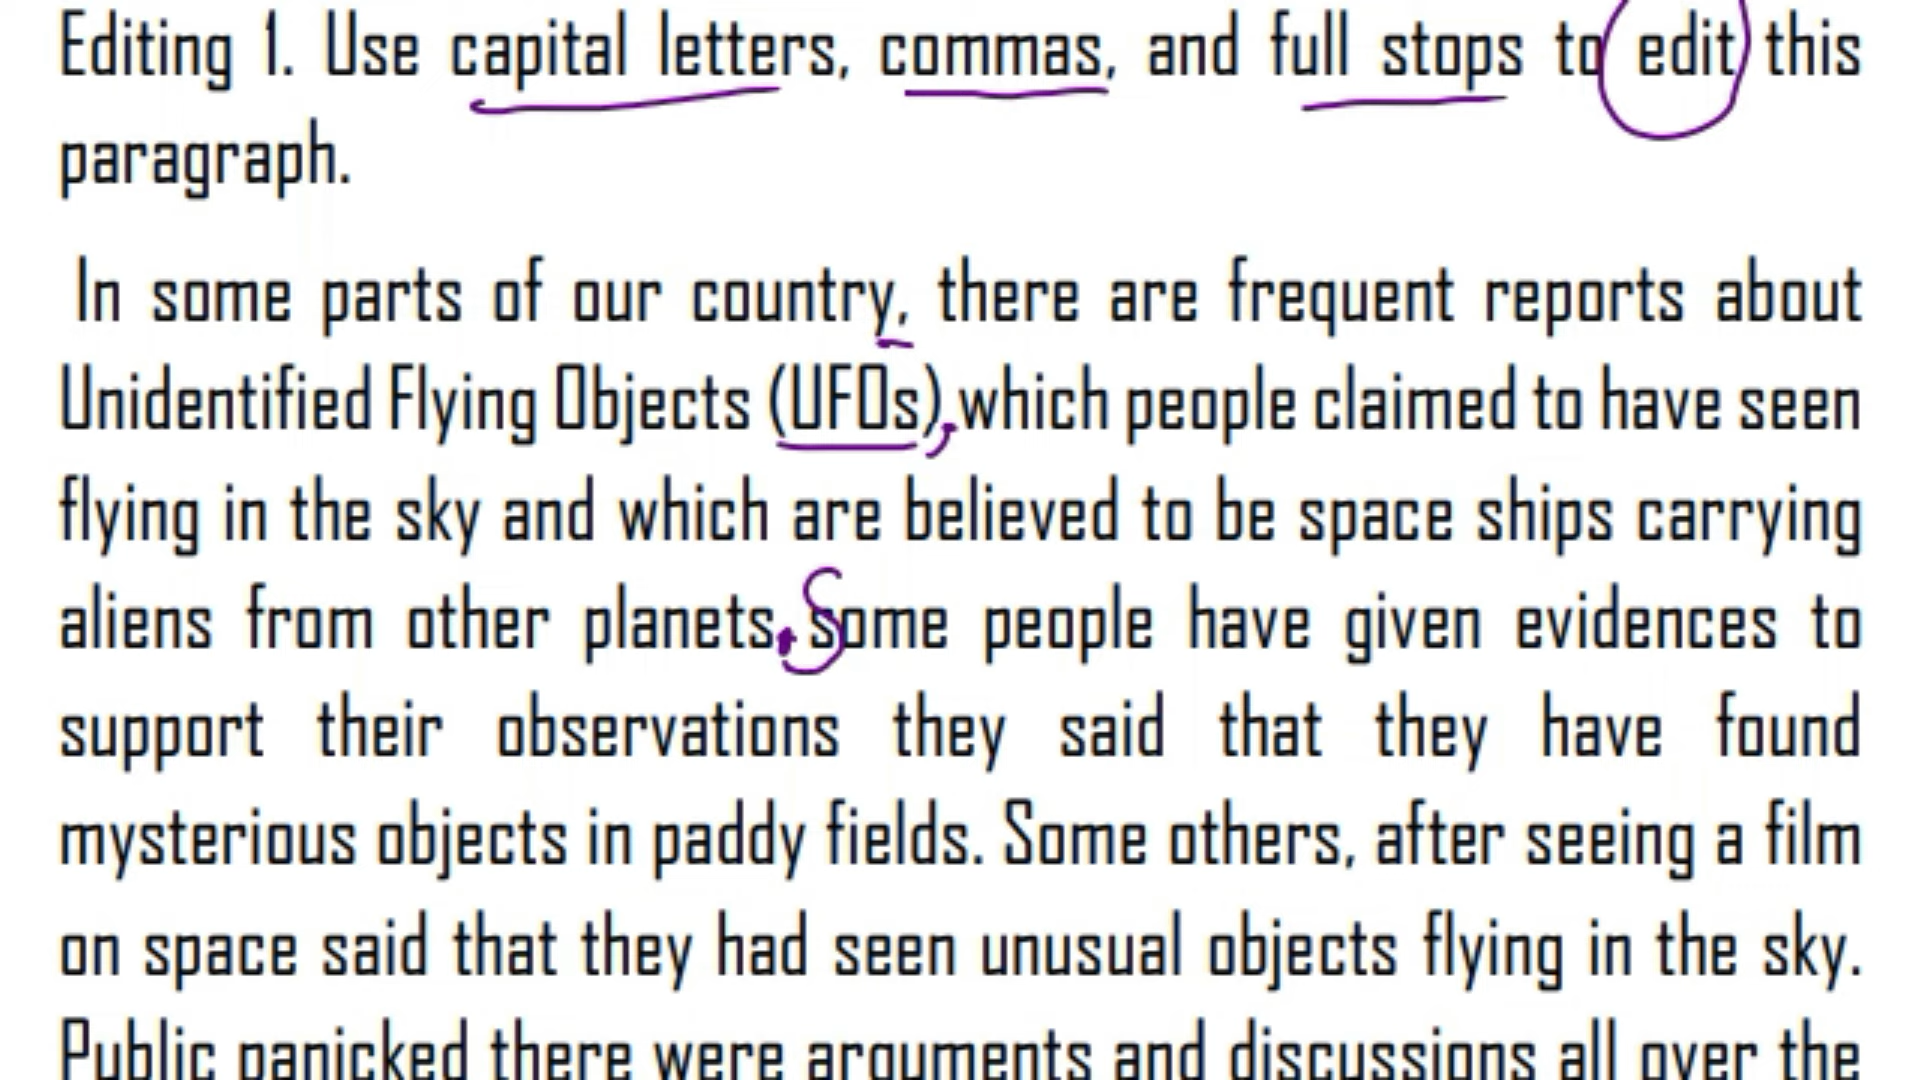 Editing 1. Use capital letters, commas, and full stops to edit this
paragraph.
In some parts of our country, there are frequent reports about
Unidentified Flying Objects (UFOs), which people claimed to have seen
flying in the sky and which are believed to be space ships carrying
aliens from other planets. Some people have given evidences to
support their observations they said that they have found
mysterious objects in paddy fields. Some others, after seeing a film
on space said that they had seen unusual objects flying in the sky.
Public panicked there were arguments and discussions all over the